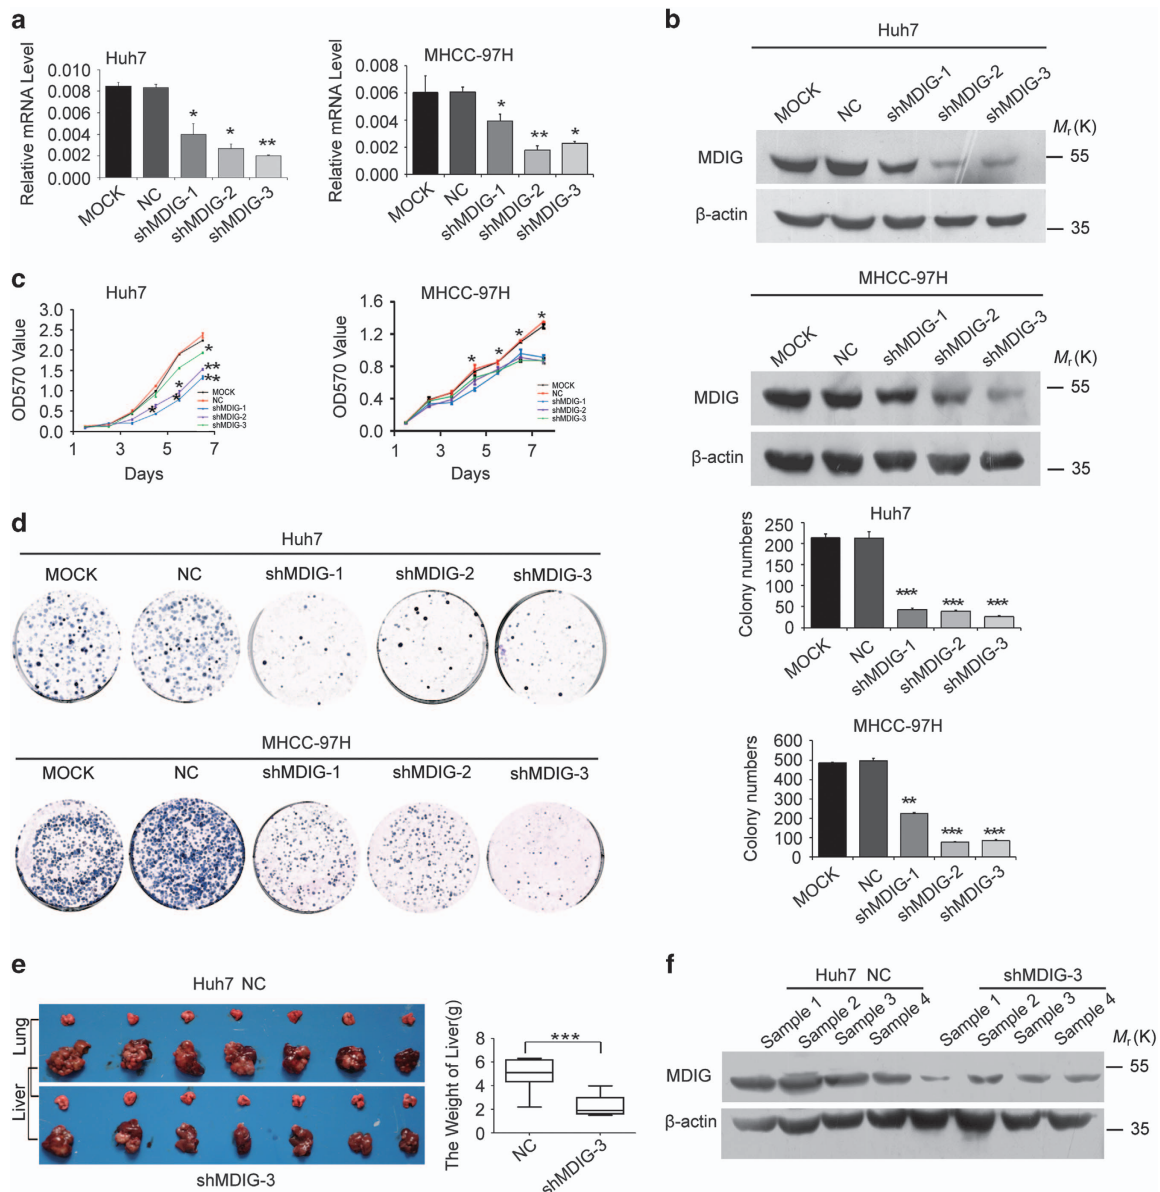 a
Huh7
Relative mRNA Level
0.010
0.008
0.006
0.004
0.002
0.000
*
*
**
MOCK
NC
shMDIG-1
shMDIG-2
shMDIG-3
MHCC-97H
Relative mRNA Level
0.008
0.006
0.004
0.002
0.000
*
**
*
MOCK
NC
shMDIG-1
shMDIG-2
shMDIG-3
b
Huh7
MOCK
NC
shMDIG-1
shMDIG-2
shMDIG-3
Mr (K)
MDIG
55
β-actin
35
MHCC-97H
MOCK
NC
shMDIG-1
shMDIG-2
shMDIG-3
Mr (K)
MDIG
55
β-actin
35
c
Huh7
OD570 Value
3.0
2.5
2.0
1.5
1.0
0.5
0.0
*
**
**
*
*
*
*
MOCK
NC
shMDIG-1
shMDIG-2
shMDIG-3
1 3 5 7
Days
MHCC-97H
OD570 Value
1.6
1.2
0.8
0.4
0.0
*
*
*
*
MOCK
NC
shMDIG-1
shMDIG-2
shMDIG-3
1 3 5 7
Days
d
Huh7
MOCK NC shMDIG-1 shMDIG-2 shMDIG-3
MHCC-97H
MOCK NC shMDIG-1 shMDIG-2 shMDIG-3
Huh7
Colony numbers
250
200
150
100
50
0
*** *** ***
MOCK
NC
shMDIG-1
shMDIG-2
shMDIG-3
MHCC-97H
Colony numbers
600
500
400
300
200
100
0
** *** ***
MOCK
NC
shMDIG-1
shMDIG-2
shMDIG-3
e
Huh7 NC
Lung
Liver
shMDIG-3
The Weight of Liver(g)
8
6
4
2
0
***
NC
shMDIG-3
f
Huh7 NC
shMDIG-3
Sample 1
Sample 2
Sample 3
Sample 4
Sample 1
Sample 2
Sample 3
Sample 4
Mr (K)
MDIG
55
β-actin
35